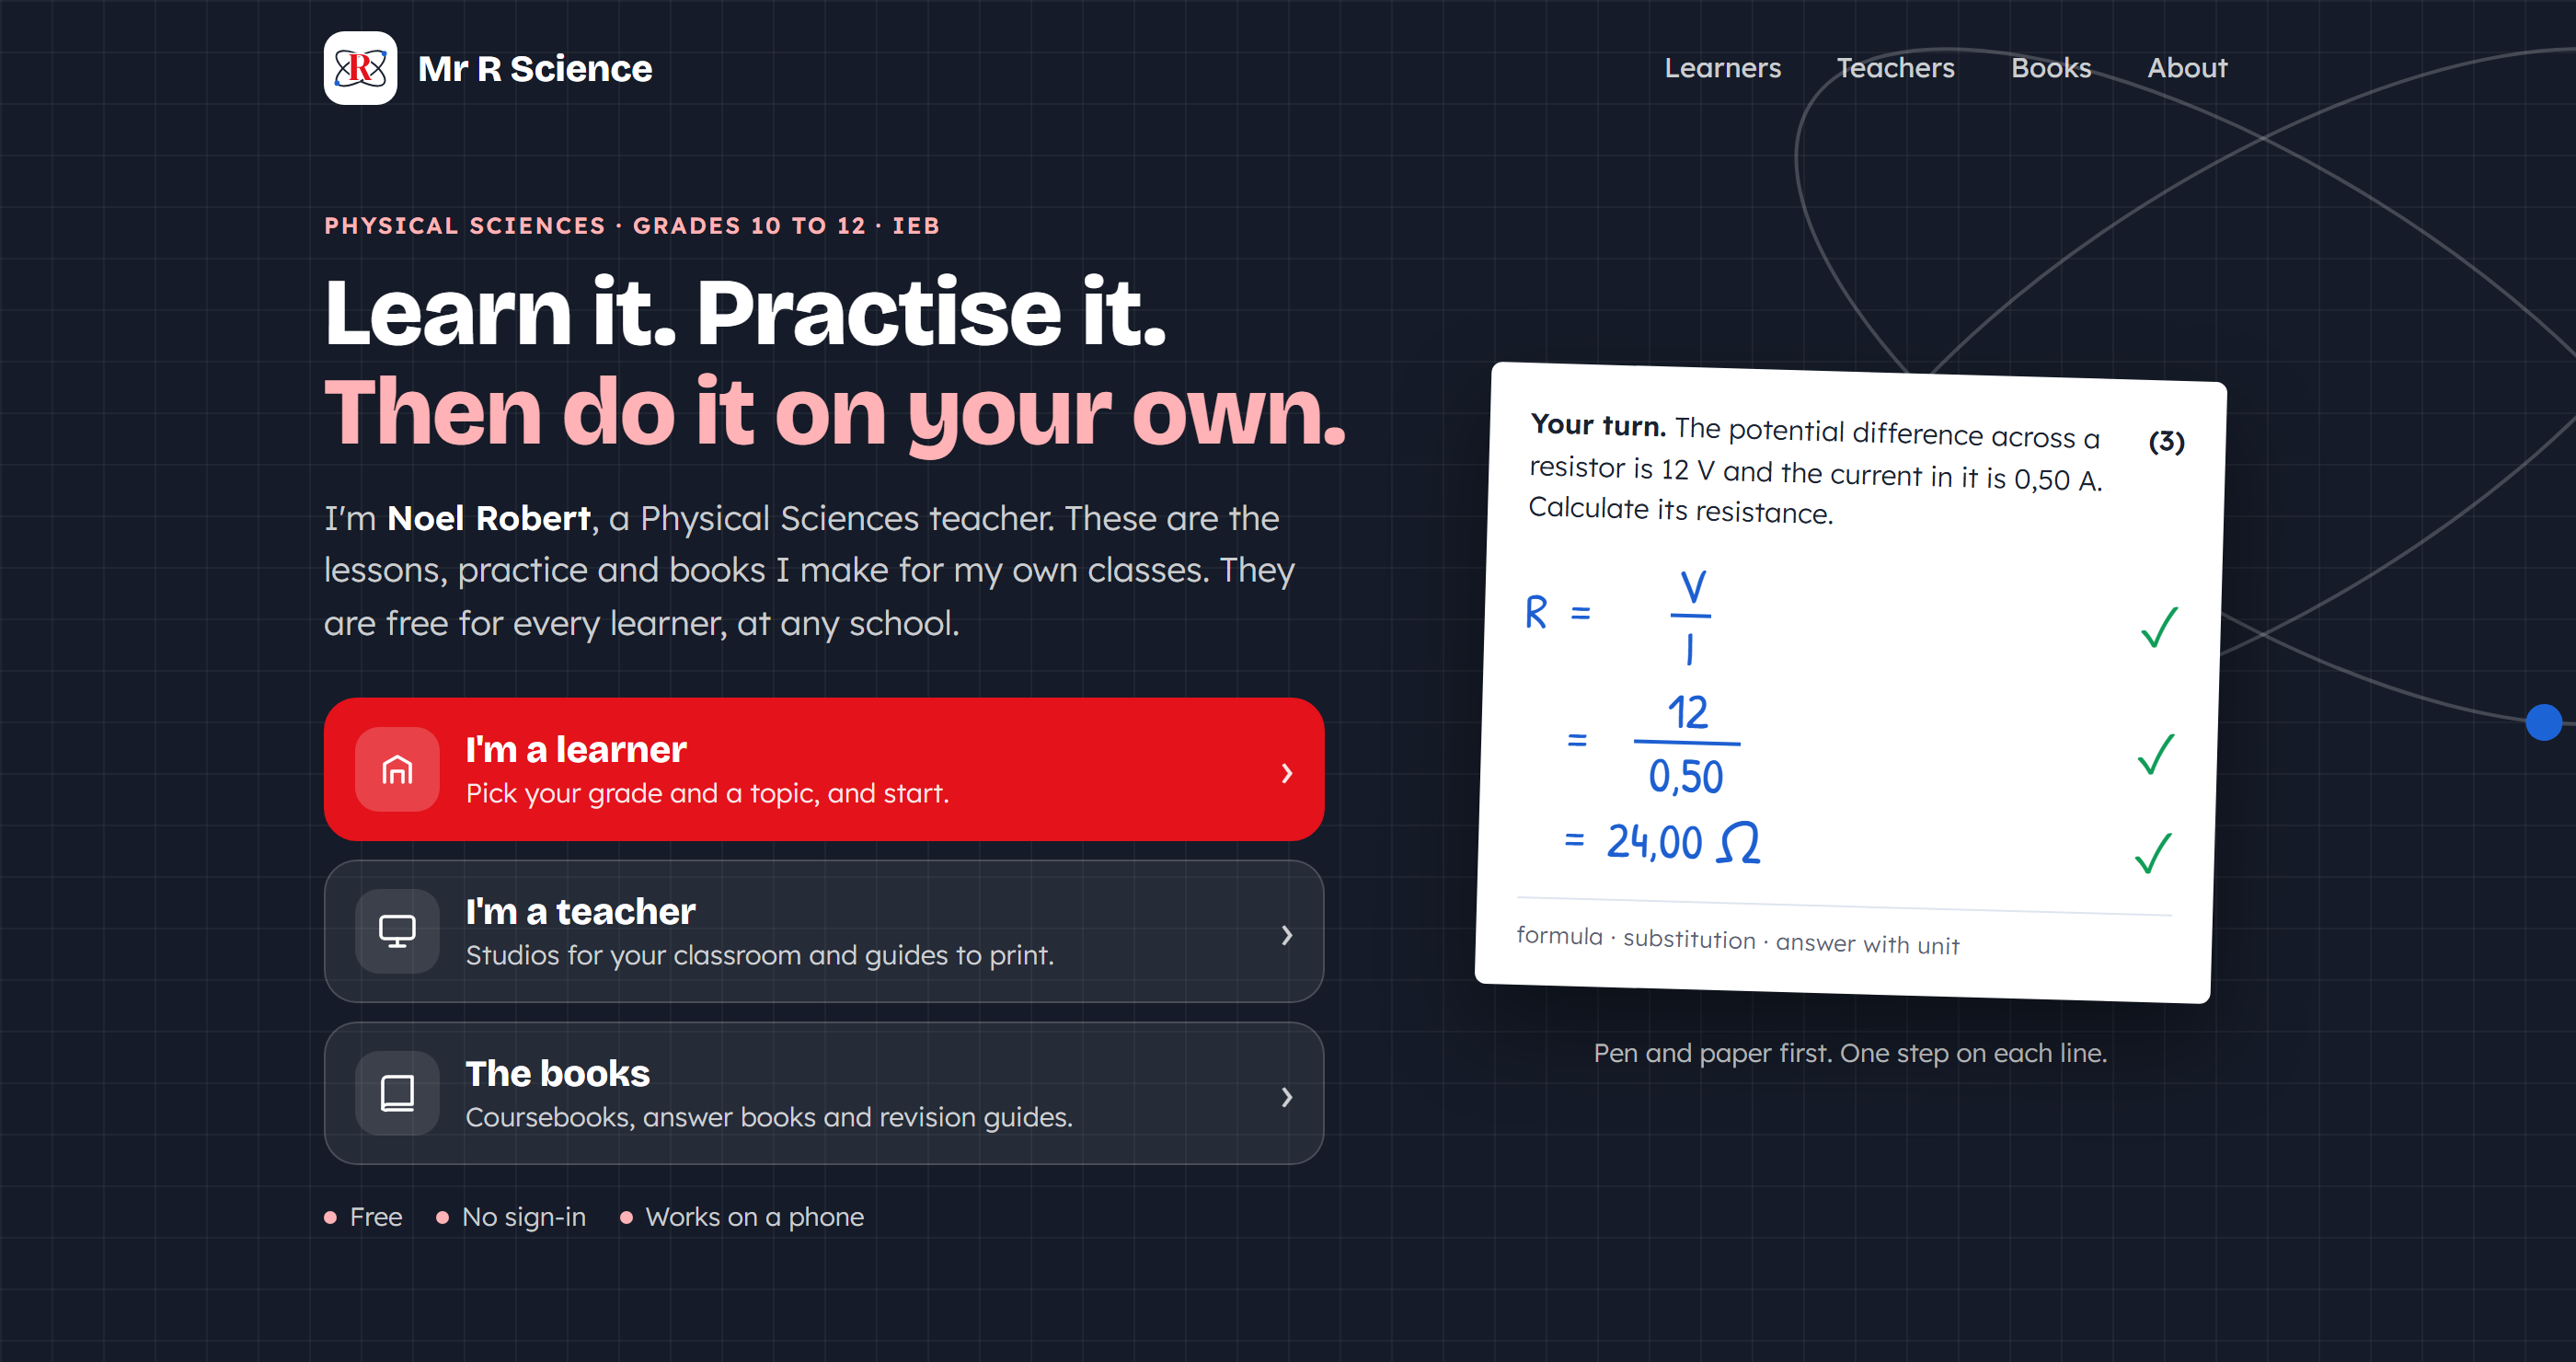 R
Mr R Science
Learners
Teachers
Books
About
PHYSICAL SCIENCES · GRADES 10 TO 12 · IEB
Learn it. Practise it.
Then do it on your own.
I'm Noel Robert, a Physical Sciences teacher. These are the
lessons, practice and books I make for my own classes. They
are free for every learner, at any school.
I'm a learner
Pick your grade and a topic, and start.
›
I'm a teacher
Studios for your classroom and guides to print.
›
The books
Coursebooks, answer books and revision guides.
›
Free
No sign-in
Works on a phone
Your turn. The potential difference across a (3)
resistor is 12 V and the current in it is 0,50 A.
Calculate its resistance.
R = V/I ✓
= 12/0,50 ✓
= 24,00 Ω ✓
formula · substitution · answer with unit
Pen and paper first. One step on each line.